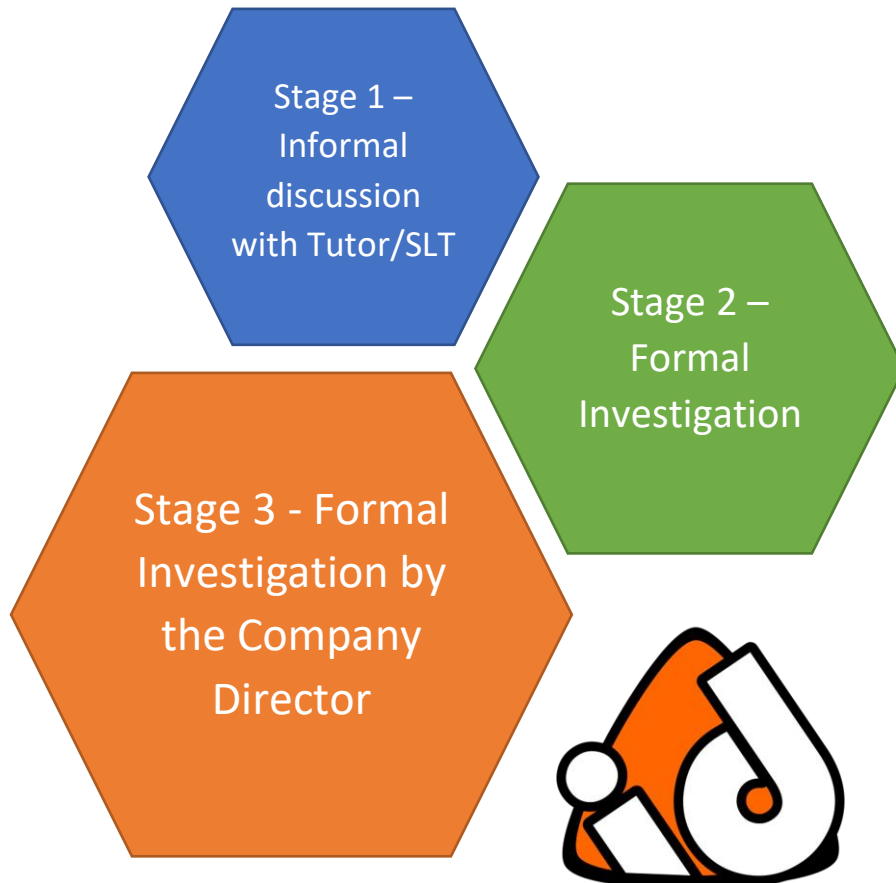 Stage 1 –
Informal
discussion
with Tutor/SLT
Stage 2 –
Formal
Investigation
Stage 3 - Formal
Investigation by
the Company
Director
id